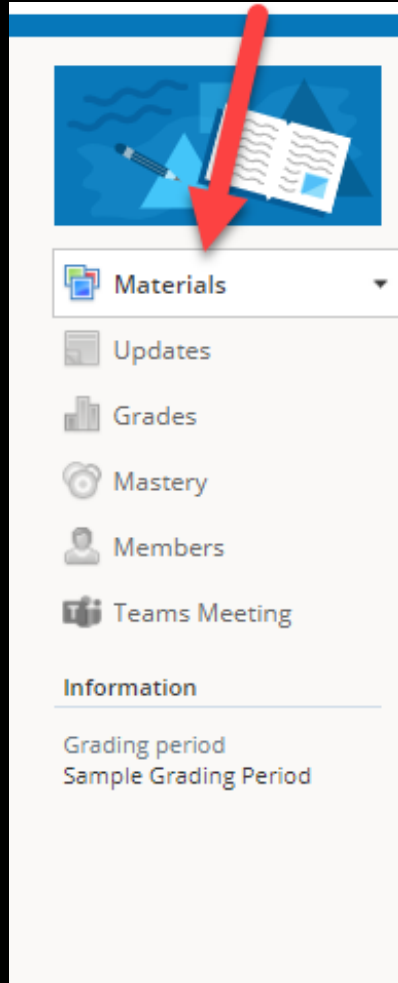 Materials
Updates
Grades
Mastery
Members
Teams Meeting
Information
Grading period
Sample Grading Period